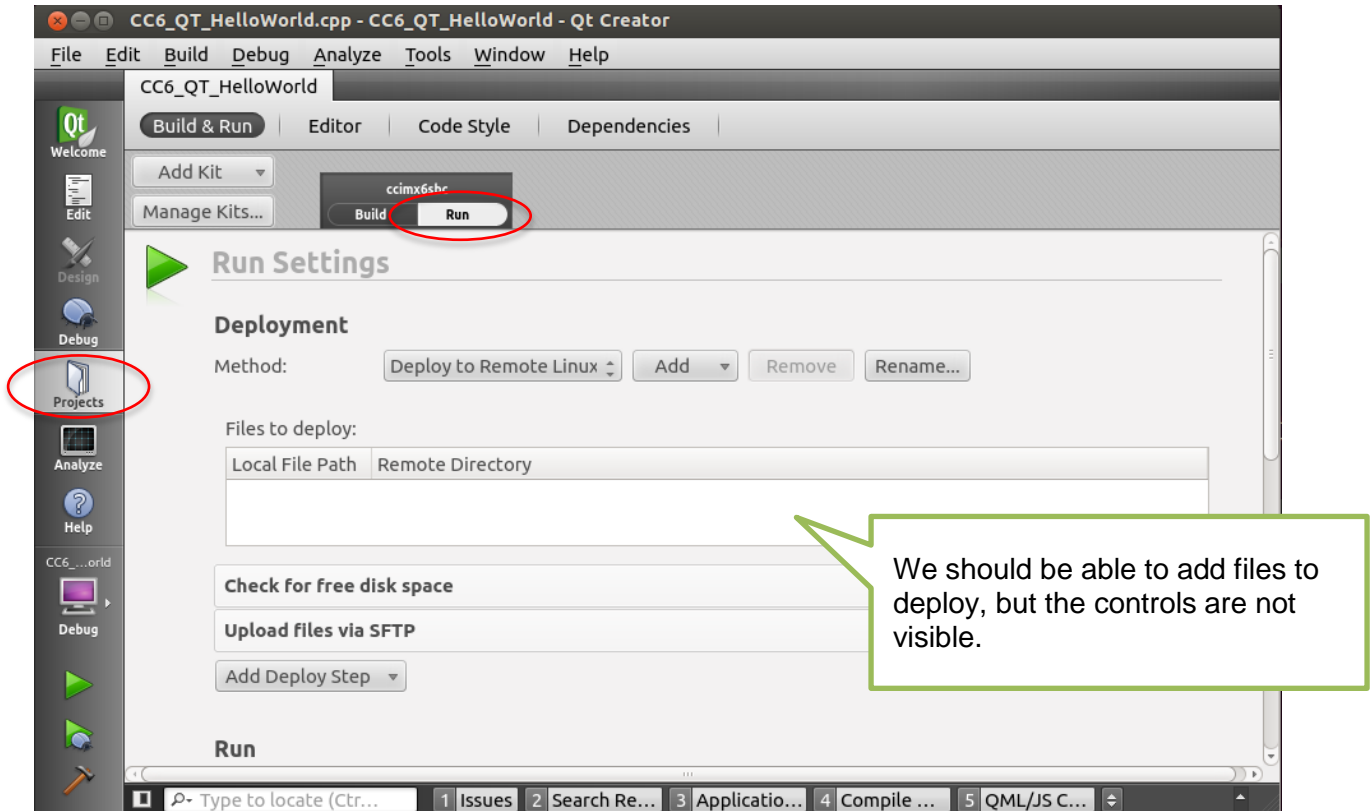 CC6_QT_HelloWorld.cpp - CC6_QT_HelloWorld - Qt Creator
File Edit Build Debug Analyze Tools Window Help
CC6_QT_HelloWorld
Qt
Welcome
Edit
Design
Debug
Projects
Analyze
Help
CC6_...orld
Debug
Build & Run Editor Code Style Dependencies
Add Kit
Manage Kits...
ccimx6sbc
Build Run
Run Settings
Deployment
Method: Deploy to Remote Linux Add Remove Rename...
Files to deploy:
Local File Path Remote Directory
Check for free disk space
Upload files via SFTP
Add Deploy Step
Run
We should be able to add files to
deploy, but the controls are not
visible.
Type to locate (Ctr... 1 Issues 2 Search Re... 3 Applicatio... 4 Compile ... 5 QML/JS C...